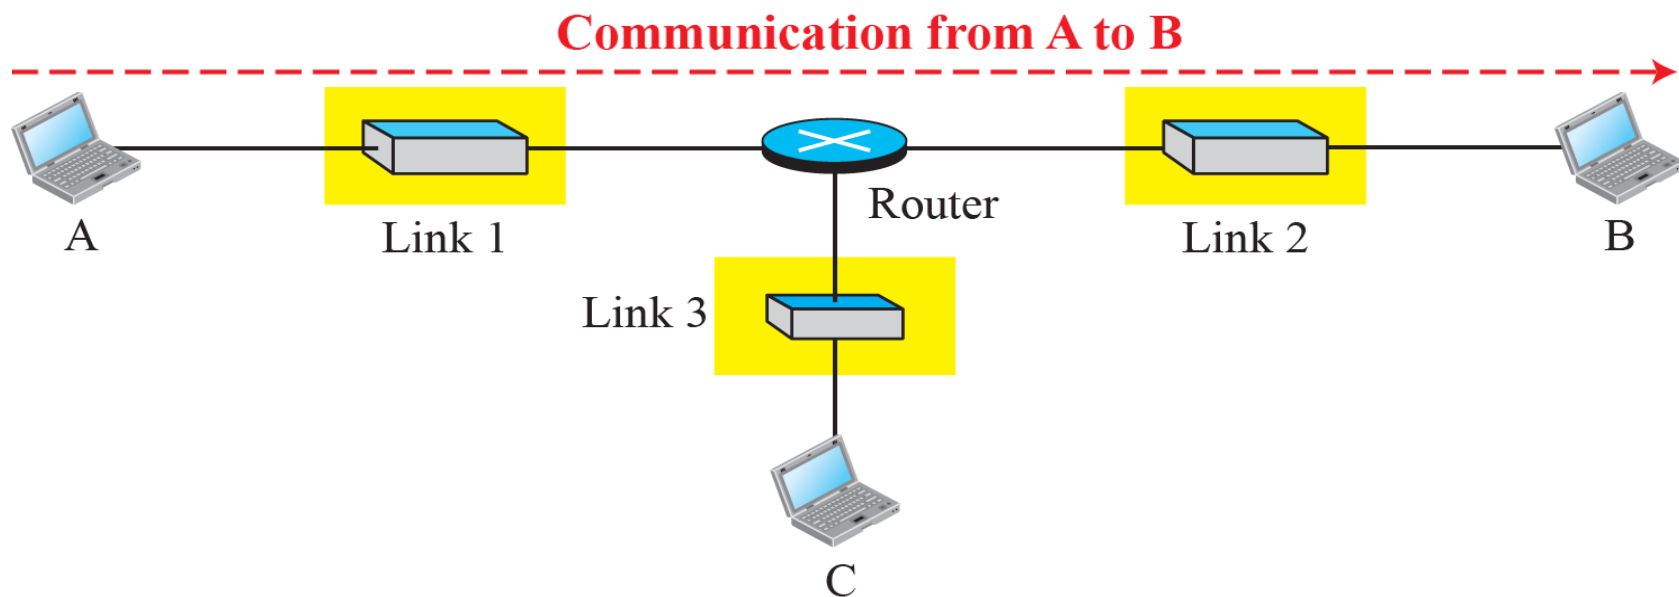 Communication from A to B
A
Link 1
Router
Link 2
B
Link 3
C